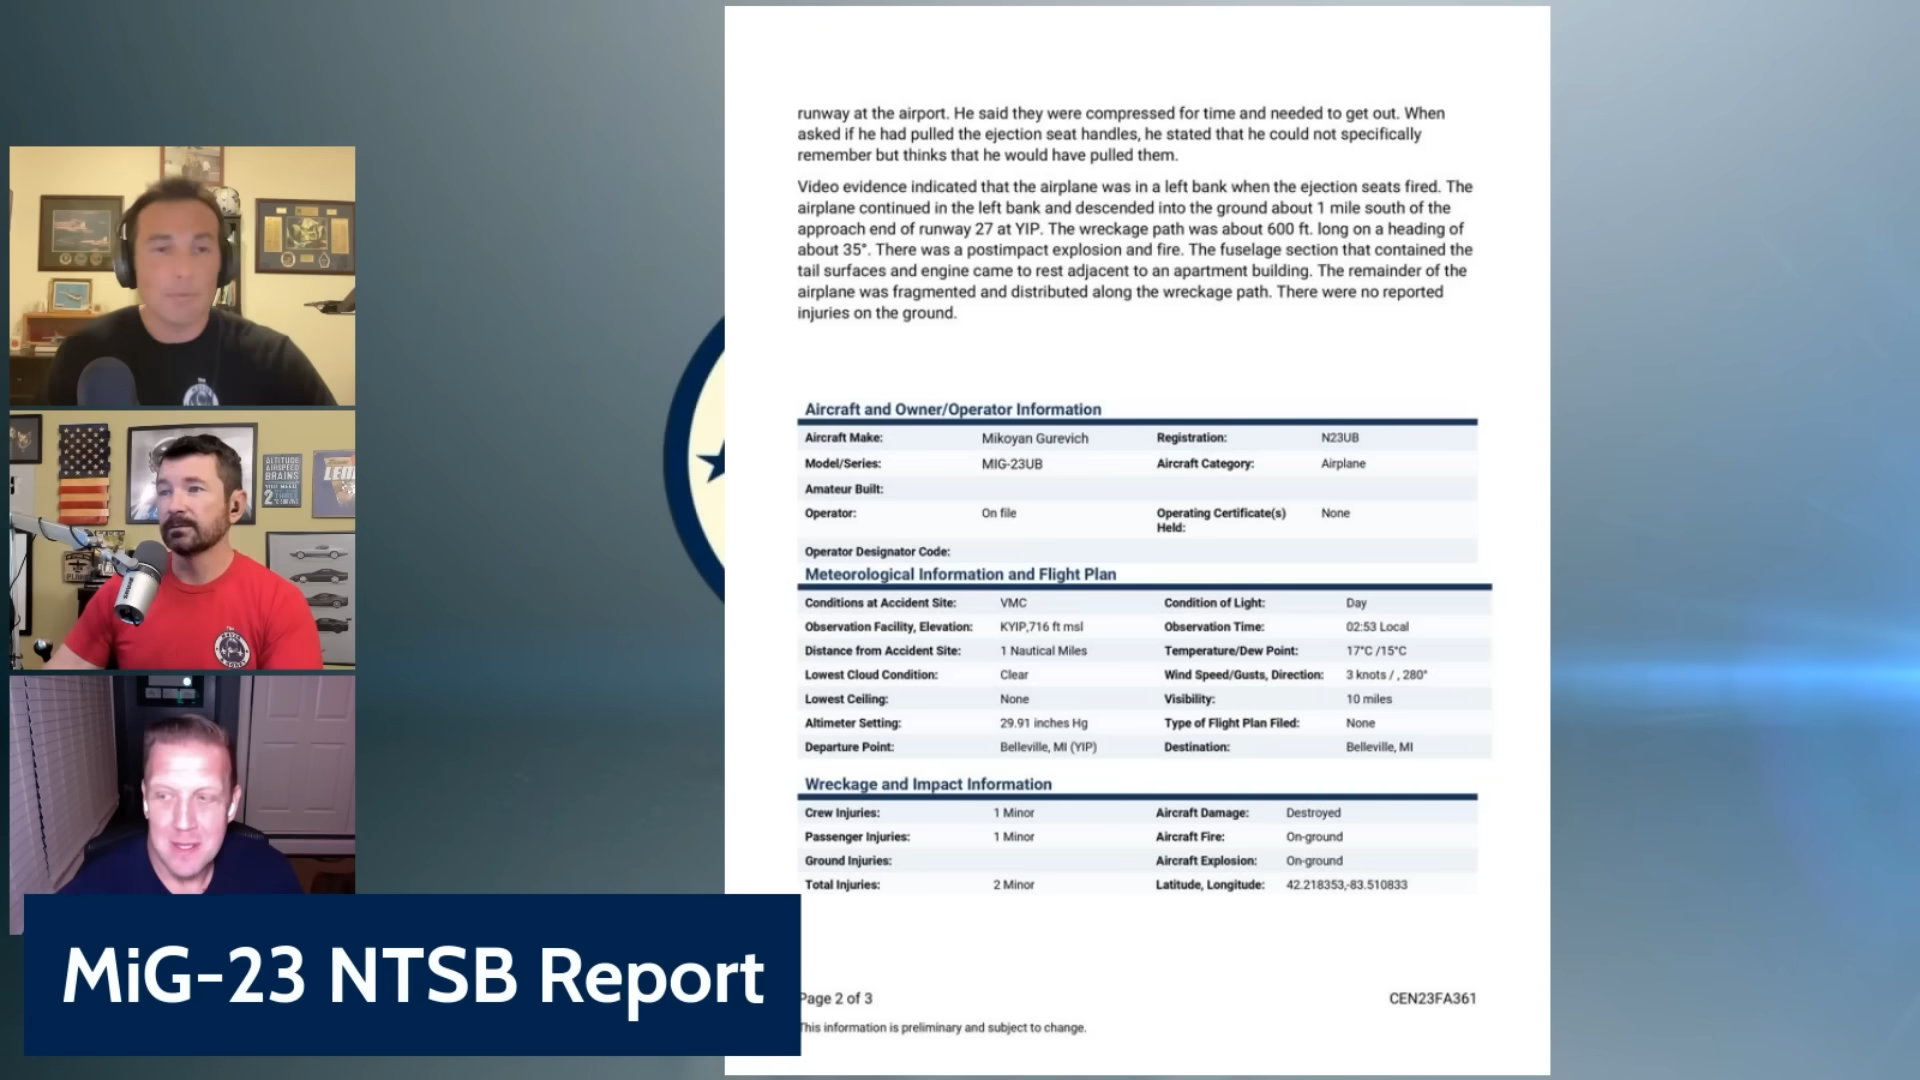 runway at the airport. He said they were compressed for time and needed to get out. When
asked if he had pulled the ejection seat handles, he stated that he could not specifically
remember but thinks that he would have pulled them.
Video evidence indicated that the airplane was in a left bank when the ejection seats fired. The
airplane continued in the left bank and descended into the ground about 1 mile south of the
approach end of runway 27 at YIP. The wreckage path was about 600 ft. long on a heading of
about 35°. There was a postimpact explosion and fire. The fuselage section that contained the
tail surfaces and engine came to rest adjacent to an apartment building. The remainder of the
airplane was fragmented and distributed along the wreckage path. There were no reported
injuries on the ground.
Aircraft and Owner/Operator Information
Aircraft Make: Mikoyan Gurevich Registration: N23UB
Model/Series: MIG-23UB Aircraft Category: Airplane
Amateur Built:
Operator: On file Operating Certificate(s) Held: None
Operator Designator Code:
Meteorological Information and Flight Plan
Conditions at Accident Site: VMC Condition of Light: Day
Observation Facility, Elevation: KYIP,716 ft msl Observation Time: 02:53 Local
Distance from Accident Site: 1 Nautical Miles Temperature/Dew Point: 17°C /15°C
Lowest Cloud Condition: Clear Wind Speed/Gusts, Direction: 3 knots / , 280°
Lowest Ceiling: None Visibility: 10 miles
Altimeter Setting: 29.91 inches Hg Type of Flight Plan Filed: None
Departure Point: Belleville, MI (YIP) Destination: Belleville, MI
Wreckage and Impact Information
Crew Injuries: 1 Minor Aircraft Damage: Destroyed
Passenger Injuries: 1 Minor Aircraft Fire: On-ground
Ground Injuries: Aircraft Explosion: On-ground
Total Injuries: 2 Minor Latitude, Longitude: 42.218353,-83.510833
Page 2 of 3 CEN23FA361
This information is preliminary and subject to change.
ALTITUDE
AIRSPEED
BRAINS
MiG-23 NTSB Report